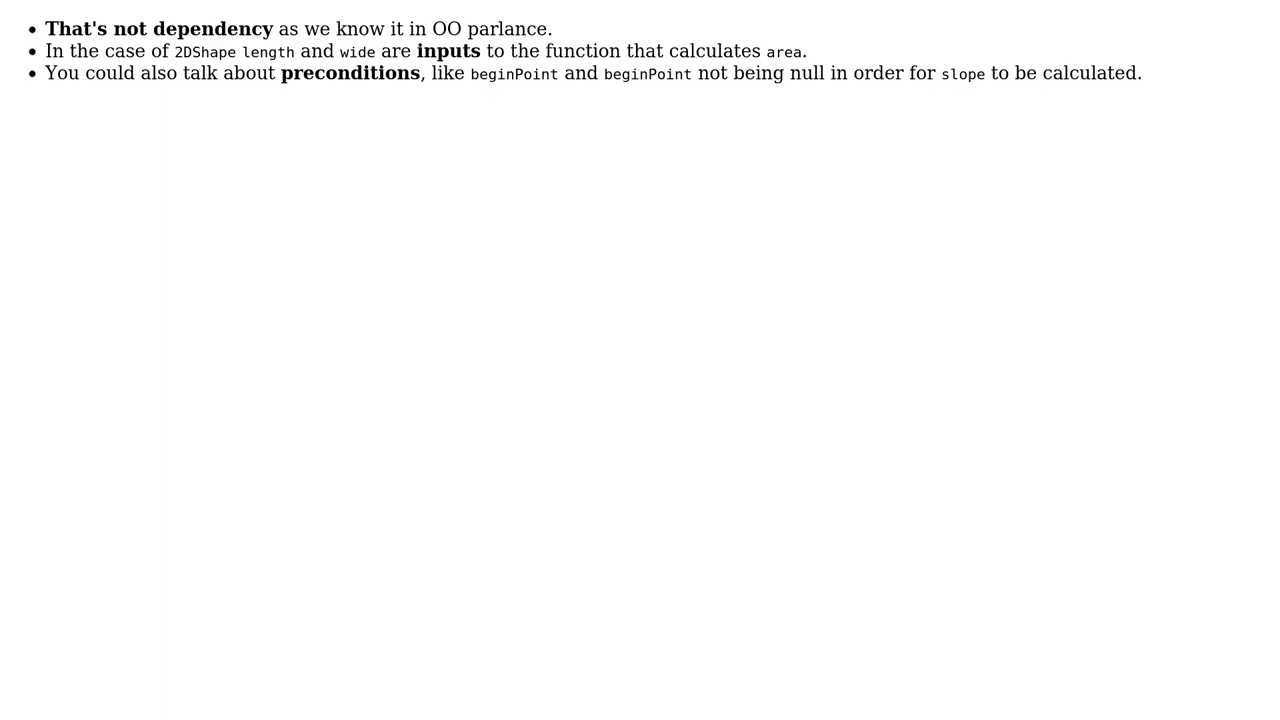 • That's not dependency as we know it in OO parlance.
• In the case of 2DShape length and wide are inputs to the function that calculates area.
• You could also talk about preconditions, like beginPoint and beginPoint not being null in order for slope to be calculated.